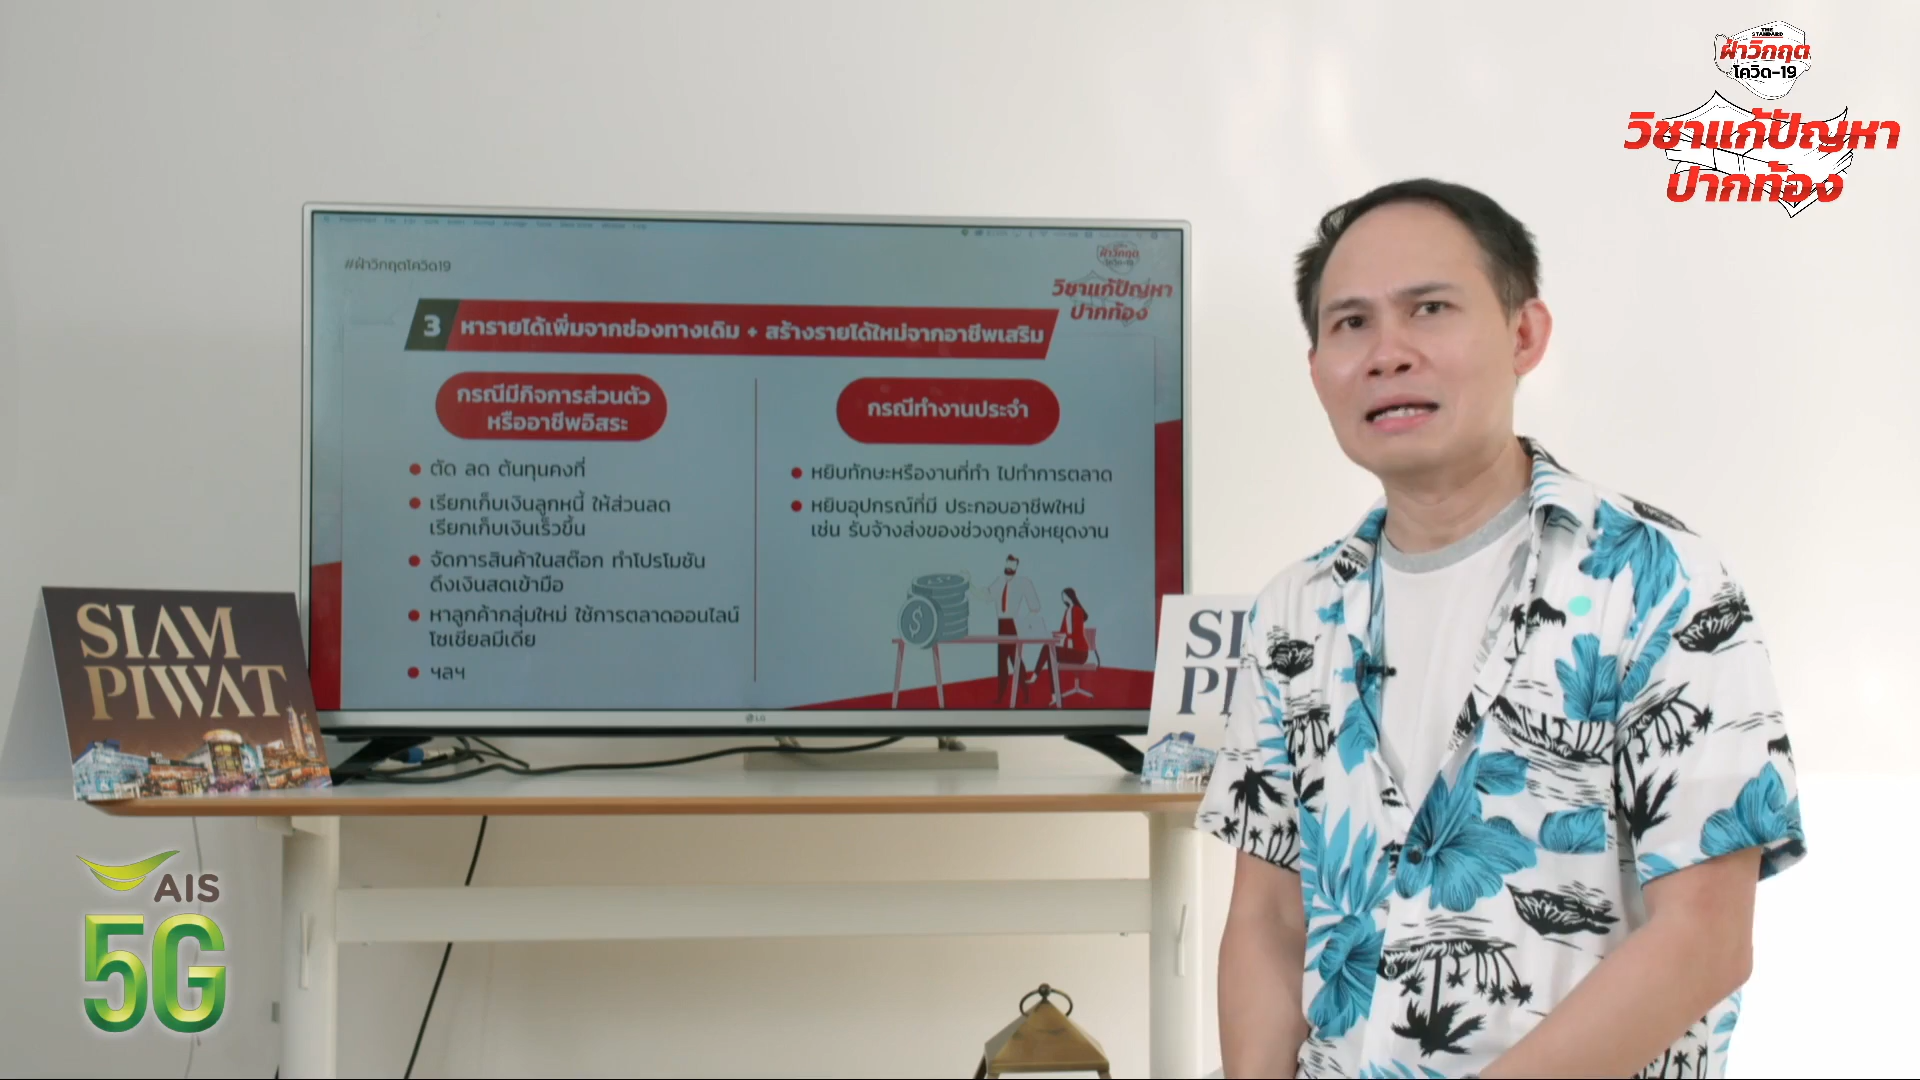 THE
STANDARD
ฝ่าวิกฤต
โควิด-19
วิชาแก้ปัญหา
ปากท้อง
#ฝ่าวิกฤตโควิด19
ฝ่าวิกฤต
โควิด-19
วิชาแก้ปัญหา
ปากท้อง
3 หารายได้เพิ่มจากช่องทางเดิม + สร้างรายได้ใหม่จากอาชีพเสริม
กรณีมีกิจการส่วนตัว
หรืออาชีพอิสระ
• ตัด ลด ต้นทุนคงที่
• เรียกเก็บเงินลูกหนี้ ให้ส่วนลด
เรียกเก็บเงินเร็วขึ้น
• จัดการสินค้าในสต๊อก ทำโปรโมชัน
ดึงเงินสดเข้ามือ
• หาลูกค้ากลุ่มใหม่ ใช้การตลาดออนไลน์
โซเชียลมีเดีย
• ฯลฯ
กรณีทำงานประจำ
• หยิบทักษะหรืองานที่ทำ ไปทำการตลาด
• หยิบอุปกรณ์ที่มี ประกอบอาชีพใหม่
เช่น รับจ้างส่งของช่วงถูกสั่งหยุดงาน
LG
SIAM
PIWAT
SI
PI
AIS
5G